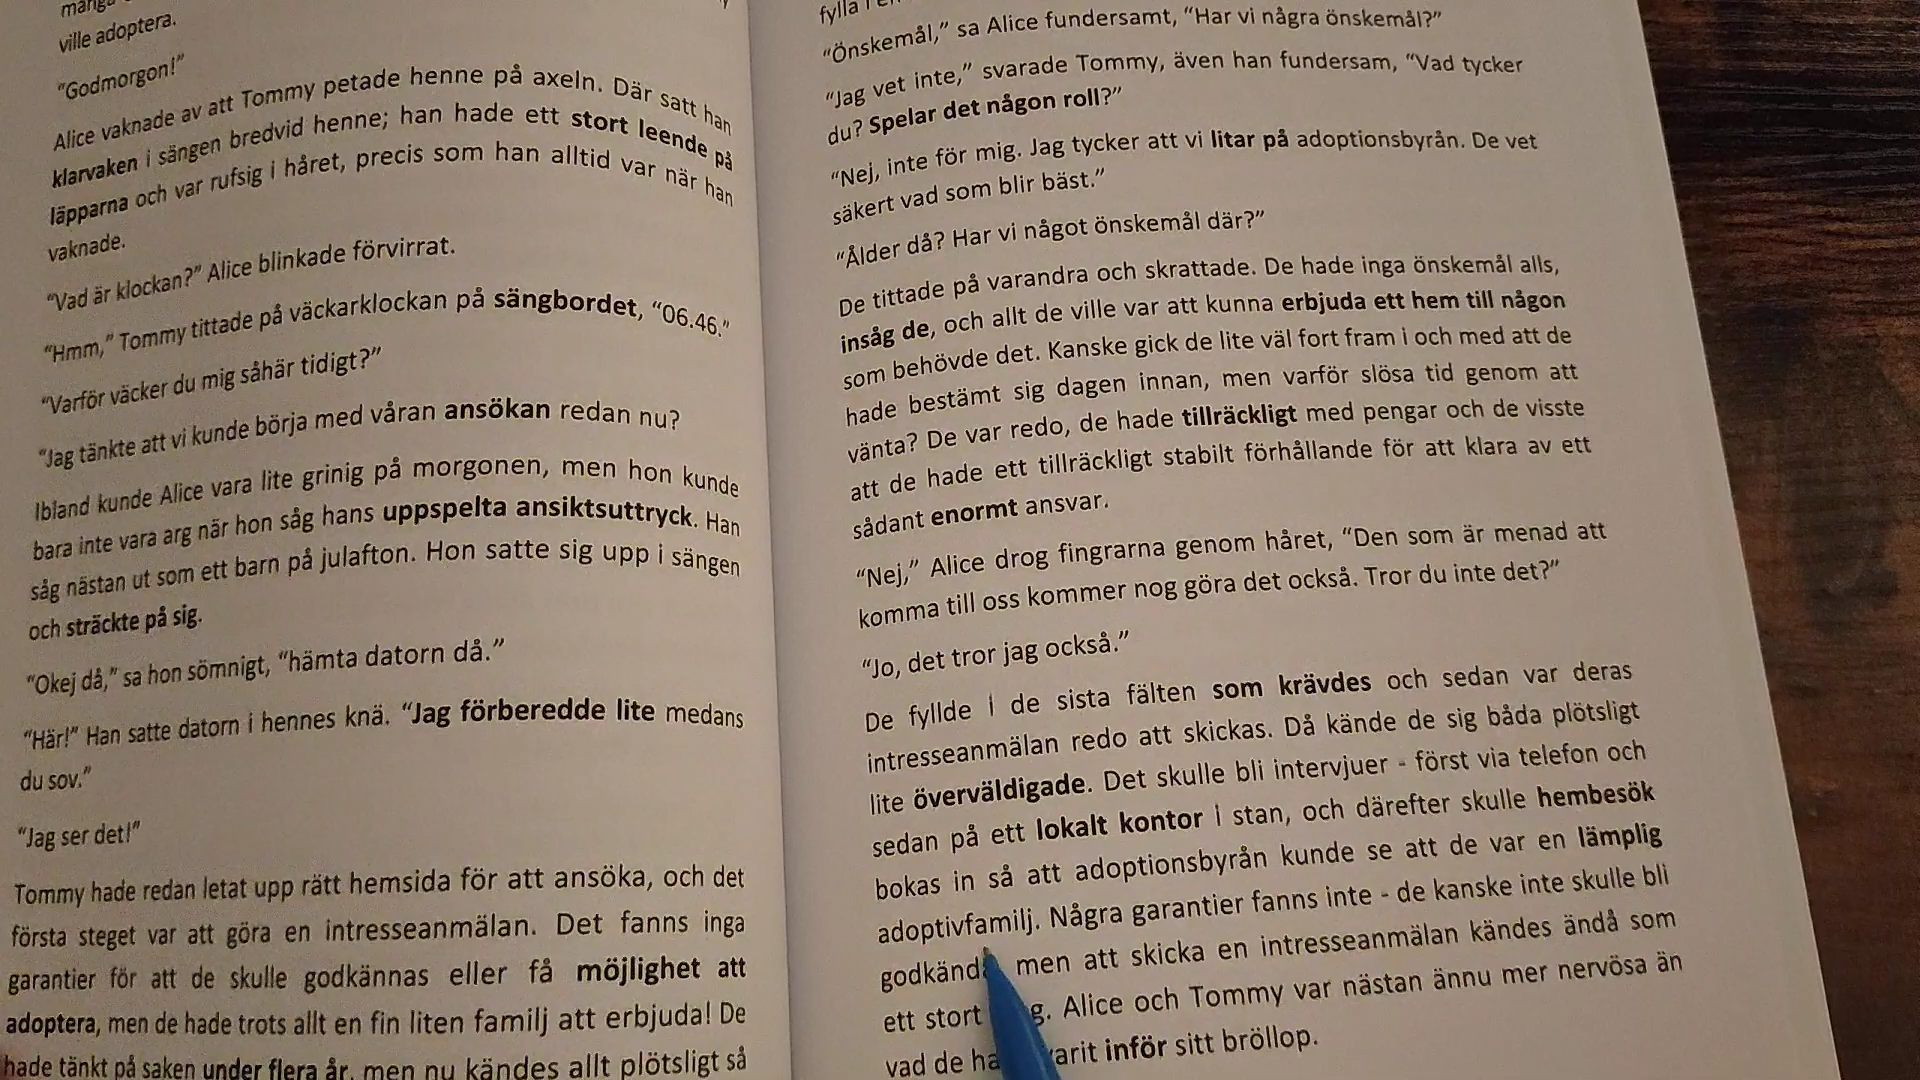 ville adoptera.
“Godmorgon!”
Alice vaknade av att Tommy petade henne på axeln. Där satt han
klarvaken i sängen bredvid henne; han hade ett stort leende på
läpparna och var rufsig i håret, precis som han alltid var när han
vaknade.
“Vad är klockan?” Alice blinkade förvirrat.
“Hmm,” Tommy tittade på väckarklockan på sängbordet, “06.46.”
“Varför väcker du mig såhär tidigt?”
“Jag tänkte att vi kunde börja med våran ansökan redan nu?
Ibland kunde Alice vara lite grinig på morgonen, men hon kunde
bara inte vara arg när hon såg hans uppspelta ansiktsuttryck. Han
såg nästan ut som ett barn på julafton. Hon satte sig upp i sängen
och sträckte på sig.
“Okej då,” sa hon sömnigt, “hämta datorn då.”
“Här!” Han satte datorn i hennes knä. “Jag förberedde lite medans
du sov.”
“Jag ser det!”
Tommy hade redan letat upp rätt hemsida för att ansöka, och det
första steget var att göra en intresseanmälan. Det fanns inga
garantier för att de skulle godkännas eller få möjlighet att
adoptera, men de hade trots allt en fin liten familj att erbjuda! De
hade tänkt på saken under flera år, men nu kändes allt plötsligt så
fylla i
“Önskemål,” sa Alice fundersamt, “Har vi några önskemål?”
“Jag vet inte,” svarade Tommy, även han fundersam, “Vad tycker
du? Spelar det någon roll?”
“Nej, inte för mig. Jag tycker att vi litar på adoptionsbyrån. De vet
säkert vad som blir bäst.”
“Ålder då? Har vi något önskemål där?”
De tittade på varandra och skrattade. De hade inga önskemål alls,
insåg de, och allt de ville var att kunna erbjuda ett hem till någon
som behövde det. Kanske gick de lite väl fort fram i och med att de
hade bestämt sig dagen innan, men varför slösa tid genom att
vänta? De var redo, de hade tillräckligt med pengar och de visste
att de hade ett tillräckligt stabilt förhållande för att klara av ett
sådant enormt ansvar.
“Nej,” Alice drog fingrarna genom håret, “Den som är menad att
komma till oss kommer nog göra det också. Tror du inte det?”
“Jo, det tror jag också.”
De fyllde i de sista fälten som krävdes och sedan var deras
intresseanmälan redo att skickas. Då kände de sig båda plötsligt
lite överväldigade. Det skulle bli intervjuer - först via telefon och
sedan på ett lokalt kontor i stan, och därefter skulle hembesök
bokas in så att adoptionsbyrån kunde se att de var en lämplig
adoptivfamilj. Några garantier fanns inte - de kanske inte skulle bli
men att skicka en intresseanmälan kändes ändå som
ett stort Alice och Tommy var nästan ännu mer nervösa än
vad de inför sitt bröllop.